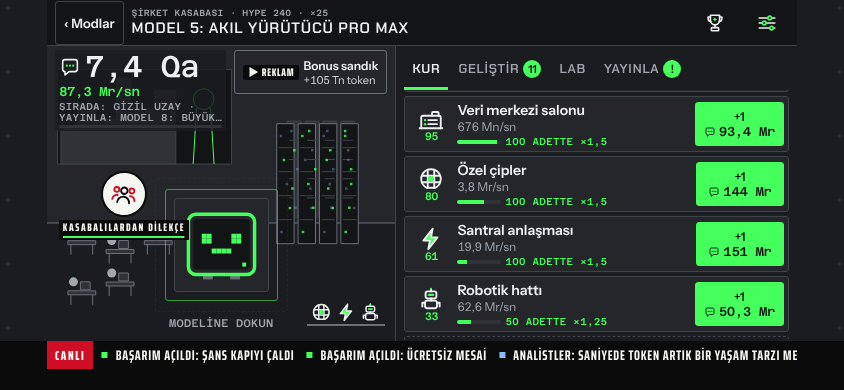 ‹ Modlar
ŞİRKET KASABASI · HYPE 240 · ×25
MODEL 5: AKIL YÜRÜTÜCÜ PRO MAX
7,4 Qa
87,3 Mr/sn
SIRADA: GİZİL UZAY ·
YAYINLA: MODEL 8: BÜYÜK…
REKLAM
Bonus sandık
+105 Tn token
KASABALILARDAN DİLEKÇE
MODELİNE DOKUN
KUR
GELİŞTİR 11
LAB
YAYINLA !
95
Veri merkezi salonu
676 Mn/sn
100 ADETTE ×1,5
+1
93,4 Mr
80
Özel çipler
3,8 Mr/sn
100 ADETTE ×1,5
+1
144 Mr
61
Santral anlaşması
19,9 Mr/sn
100 ADETTE ×1,5
+1
151 Mr
33
Robotik hattı
62,6 Mr/sn
50 ADETTE ×1,25
+1
50,3 Mr
CANLI
BAŞARIM AÇILDI: ŞANS KAPIYI ÇALDI
BAŞARIM AÇILDI: ÜCRETSİZ MESAİ
ANALİSTLER: SANİYEDE TOKEN ARTIK BİR YAŞAM TARZI ME